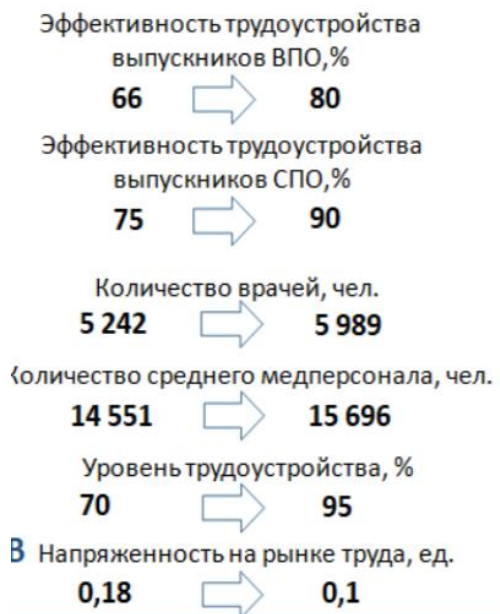 Эффективность трудоустройства
выпускников ВПО,%
66 80
Эффективность трудоустройства
выпускников СПО,%
75 90
Количество врачей, чел.
5 242 5 989
Количество среднего медперсонала, чел.
14 551 15 696
Уровень трудоустройства, %
70 95
В Напряженность на рынке труда, ед.
0,18 0,1